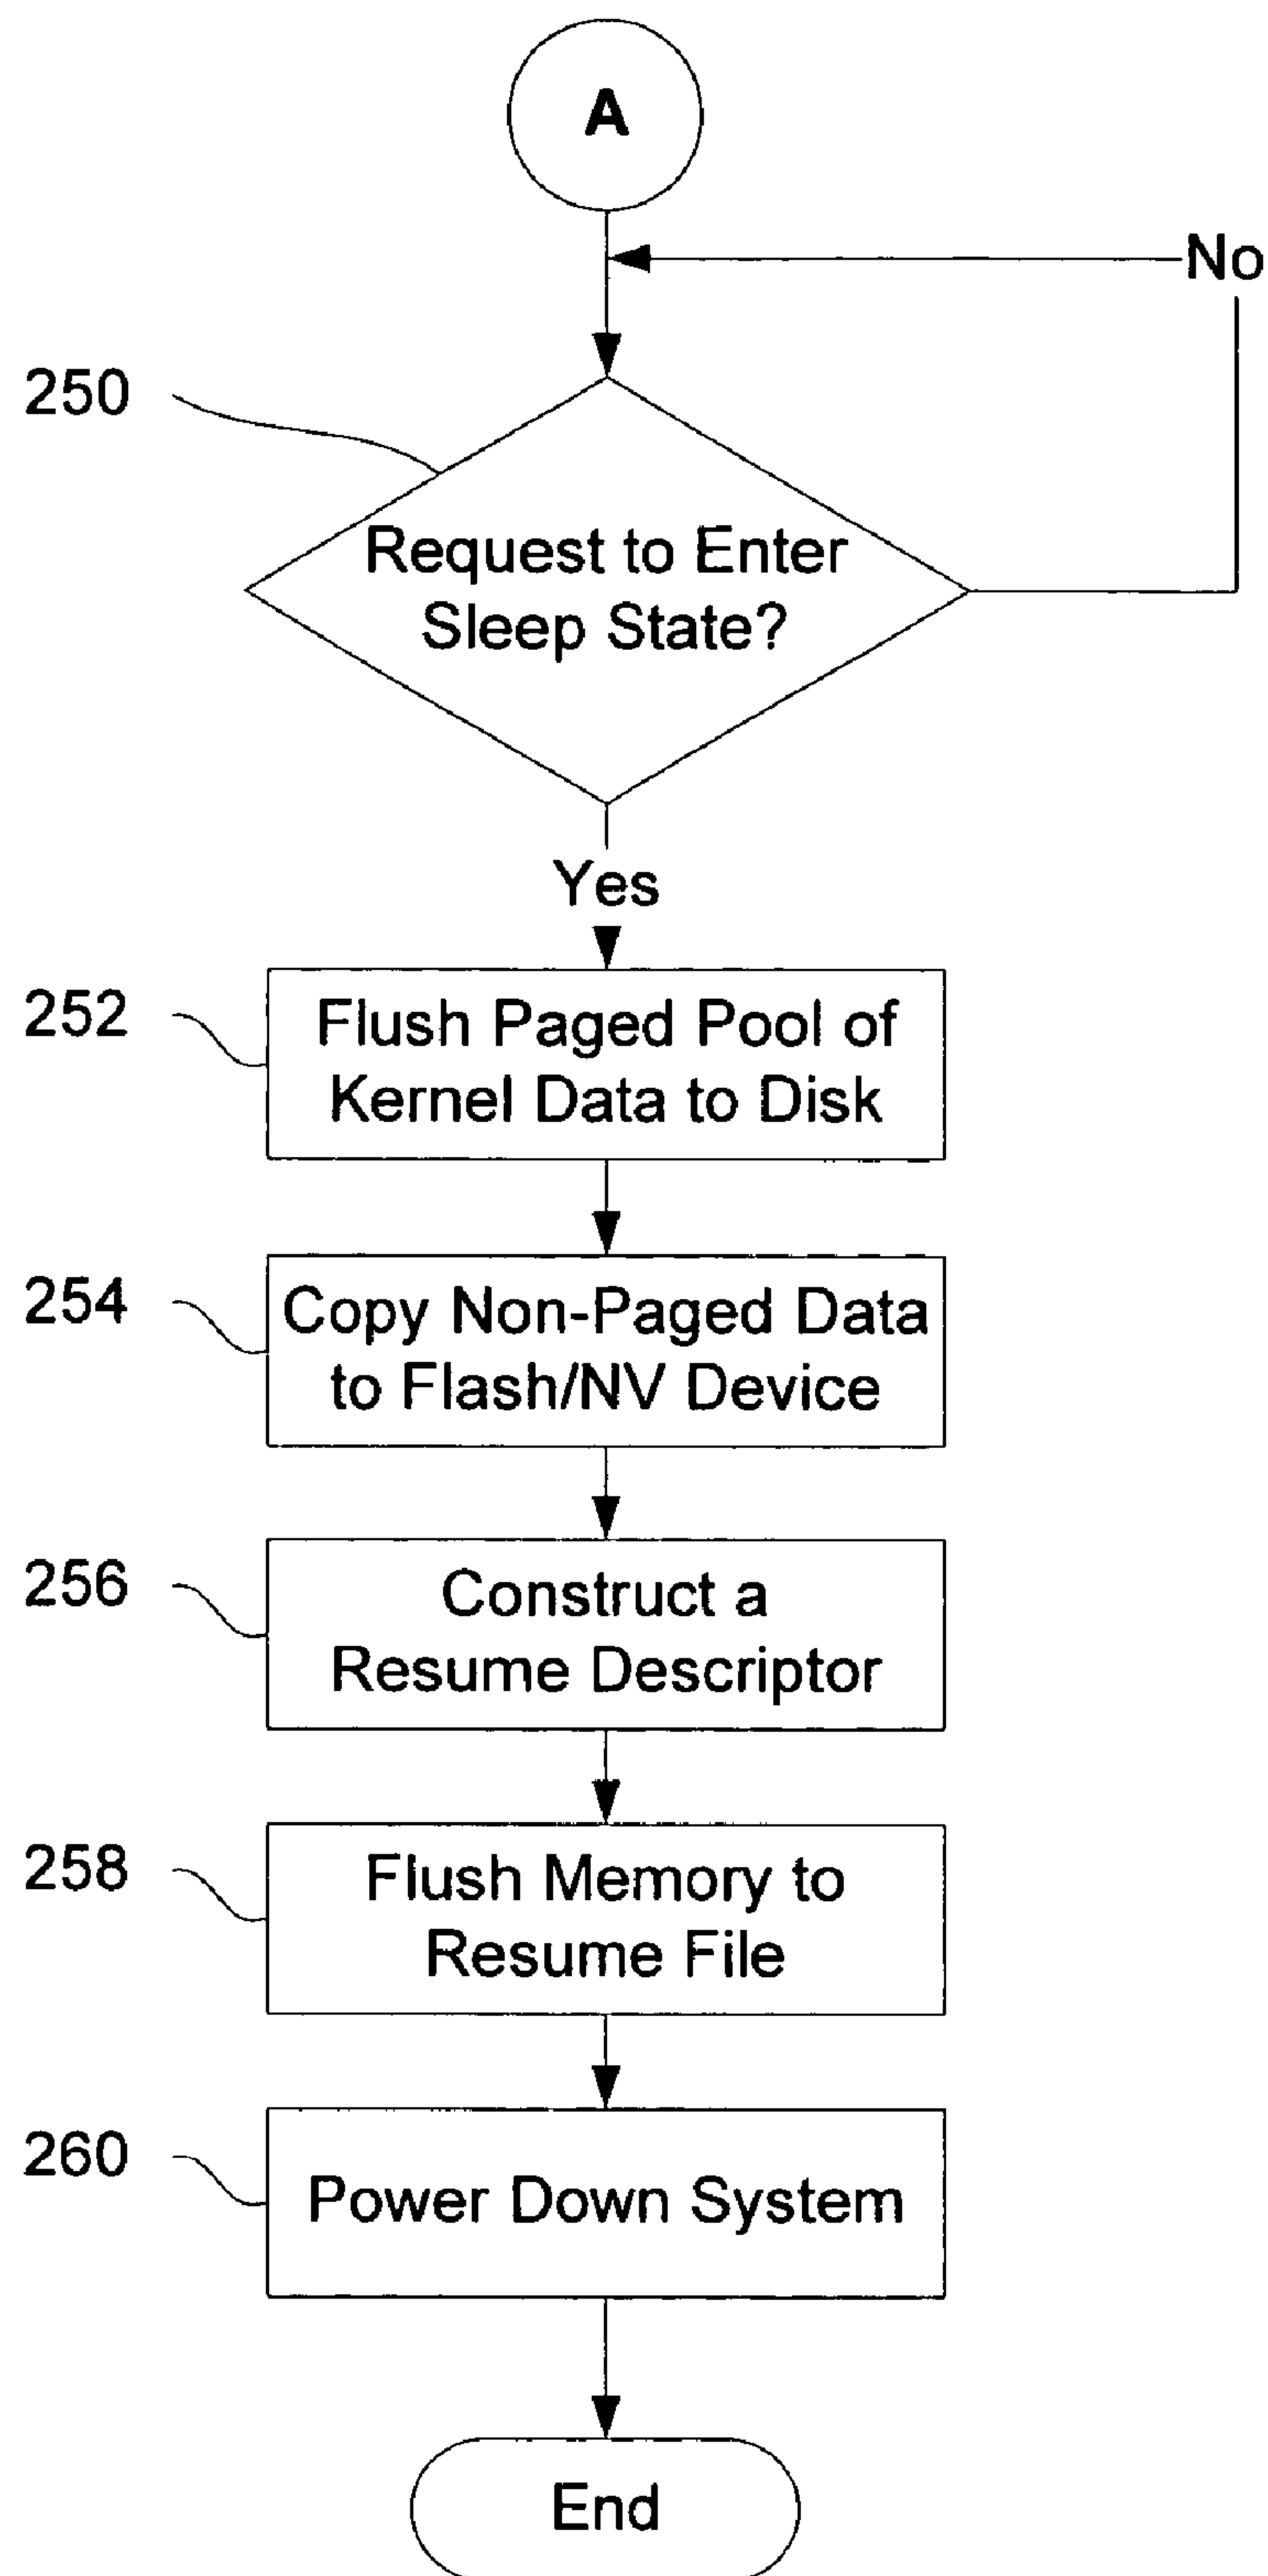 A
No
250
Request to Enter
Sleep State?
Yes
252
Flush Paged Pool of
Kernel Data to Disk
254
Copy Non-Paged Data
to Flash/NV Device
256
Construct a
Resume Descriptor
258
Flush Memory to
Resume File
260
Power Down System
End